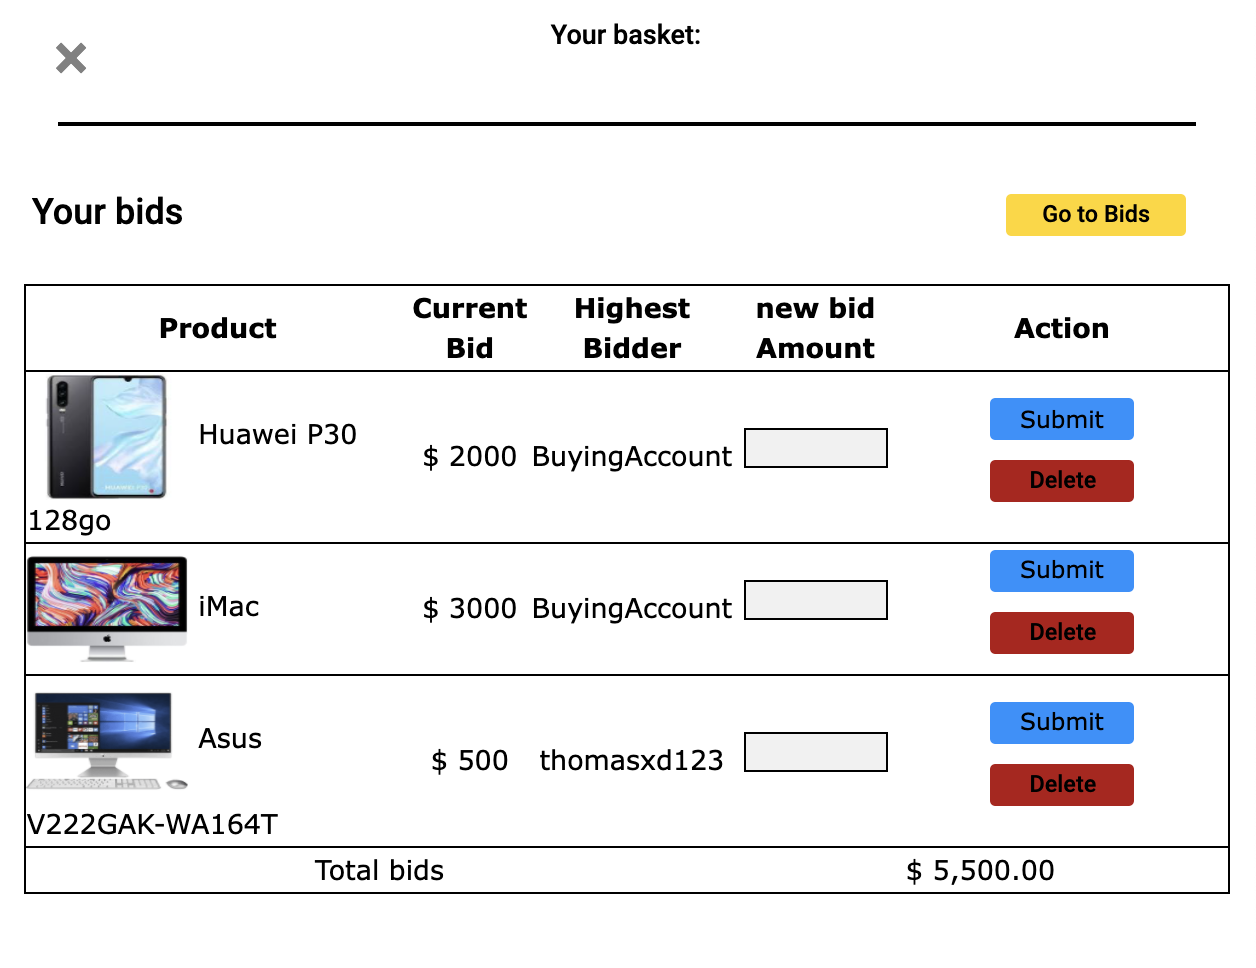 Your basket:
Your bids
Go to Bids
Product
Current Bid
Highest Bidder
new bid Amount
Action
Huawei P30
128go
$ 2000
BuyingAccount
Submit
Delete
iMac
$ 3000
BuyingAccount
Submit
Delete
Asus
V222GAK-WA164T
$ 500
thomasxd123
Submit
Delete
Total bids
$ 5,500.00